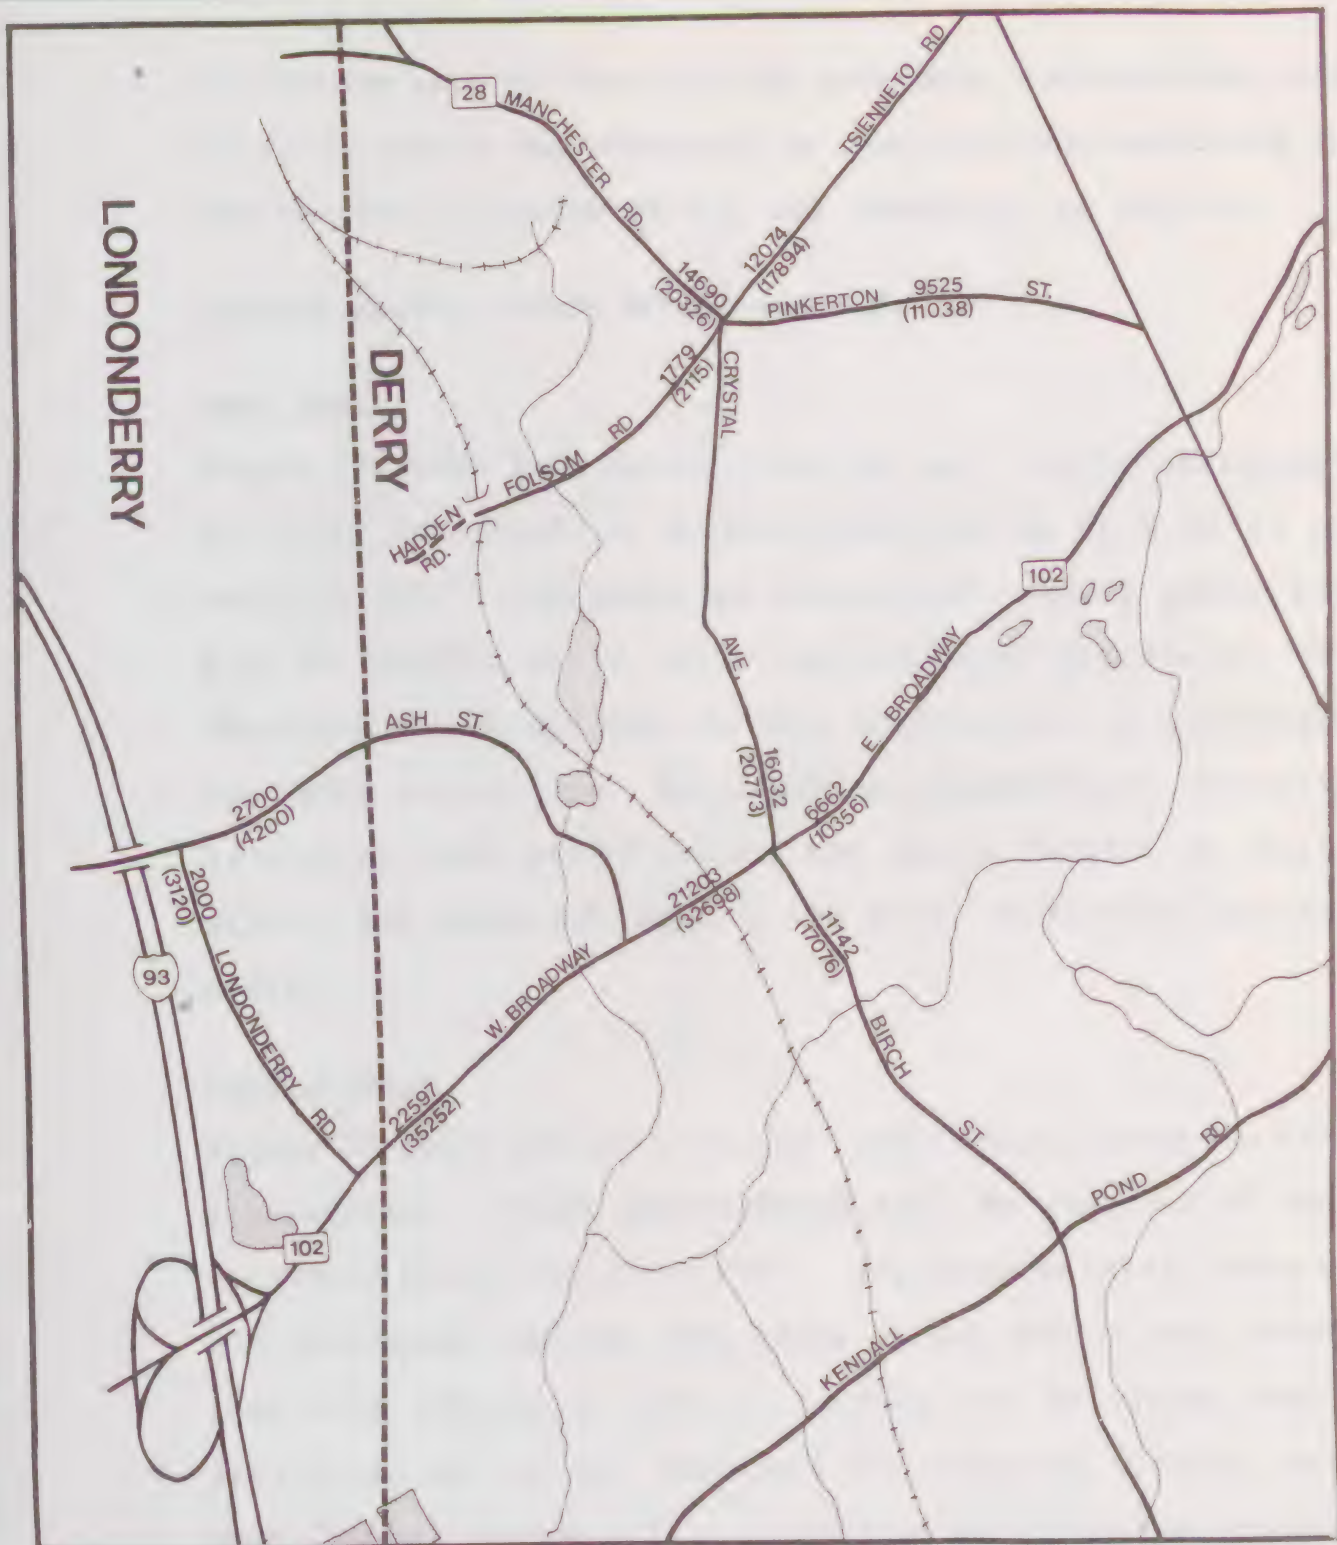 28
MANCHESTER RD.
TSIENNETO RD
12074
(17894)
14690
(20326)
PINKERTON ST.
9525
(11038)
LONDONDERRY
DERRY
1779
(2115)
CRYSTAL AVE.
FOLSOM RD
HADDEN
RD.
102
E. BROADWAY
ASH ST.
16032
(20773)
6662
(10356)
2700
(4200)
2000
(3120)
21203
(32698)
11142
(17076)
93
LONDONDERRY RD.
W. BROADWAY
BIRCH ST.
22597
(35252)
KENDALL POND RD.
102